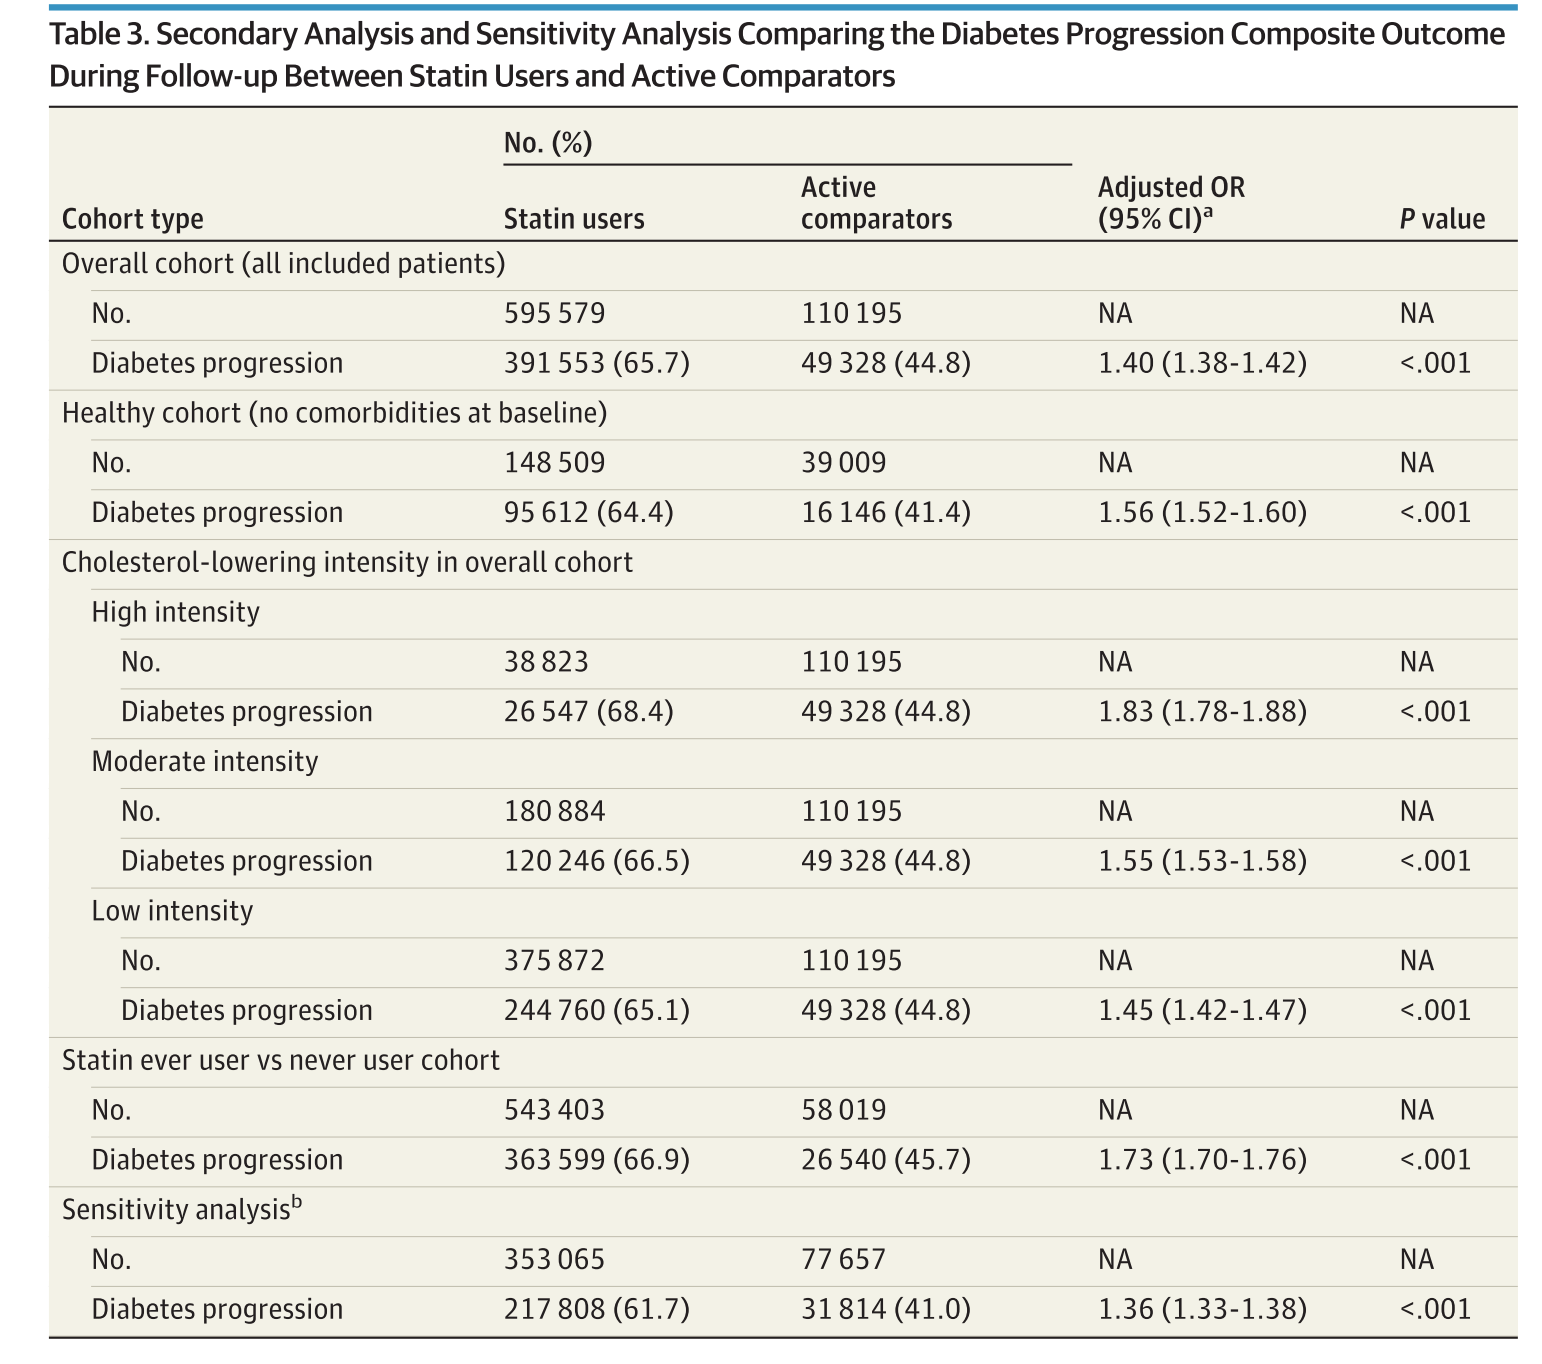 Table 3. Secondary Analysis and Sensitivity Analysis Comparing the Diabetes Progression Composite Outcome
During Follow-up Between Statin Users and Active Comparators
No. (%)
Cohort type Statin users Active comparators Adjusted OR (95% CI)a P value
Overall cohort (all included patients)
No. 595 579 110 195 NA NA
Diabetes progression 391 553 (65.7) 49 328 (44.8) 1.40 (1.38-1.42) <.001
Healthy cohort (no comorbidities at baseline)
No. 148 509 39 009 NA NA
Diabetes progression 95 612 (64.4) 16 146 (41.4) 1.56 (1.52-1.60) <.001
Cholesterol-lowering intensity in overall cohort
High intensity
No. 38 823 110 195 NA NA
Diabetes progression 26 547 (68.4) 49 328 (44.8) 1.83 (1.78-1.88) <.001
Moderate intensity
No. 180 884 110 195 NA NA
Diabetes progression 120 246 (66.5) 49 328 (44.8) 1.55 (1.53-1.58) <.001
Low intensity
No. 375 872 110 195 NA NA
Diabetes progression 244 760 (65.1) 49 328 (44.8) 1.45 (1.42-1.47) <.001
Statin ever user vs never user cohort
No. 543 403 58 019 NA NA
Diabetes progression 363 599 (66.9) 26 540 (45.7) 1.73 (1.70-1.76) <.001
Sensitivity analysisb
No. 353 065 77 657 NA NA
Diabetes progression 217 808 (61.7) 31 814 (41.0) 1.36 (1.33-1.38) <.001